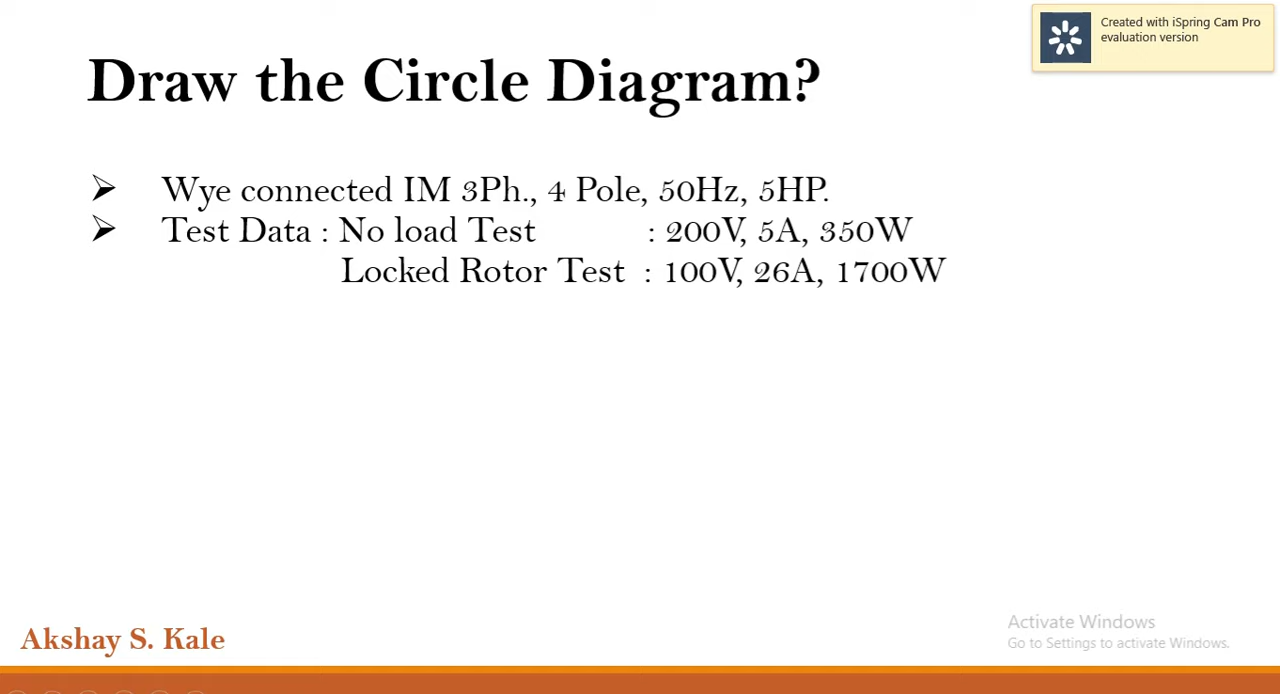 Created with iSpring Cam Pro
evaluation version
Draw the Circle Diagram?
➢ Wye connected IM 3Ph., 4 Pole, 50Hz, 5HP.
➢ Test Data : No load Test : 200V, 5A, 350W
Locked Rotor Test : 100V, 26A, 1700W
Activate Windows
Go to Settings to activate Windows.
Akshay S. Kale